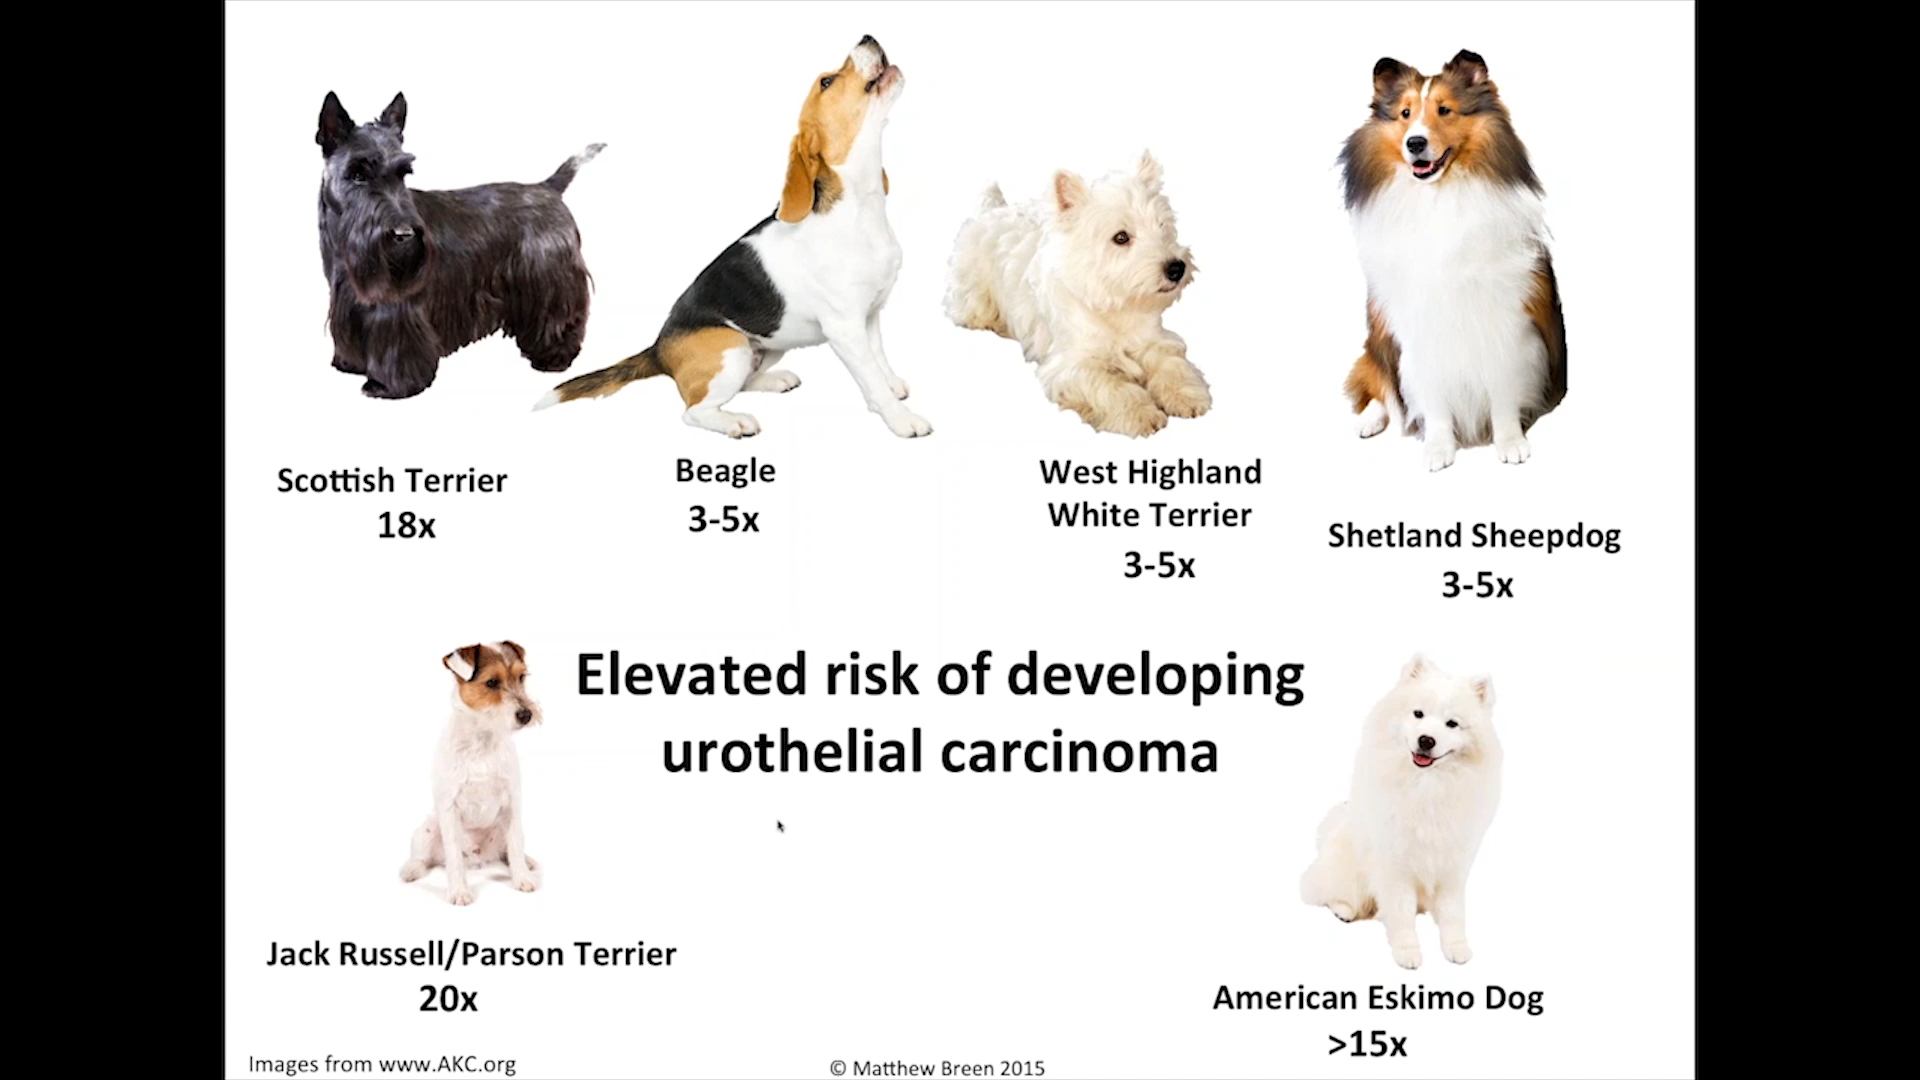 Scottish Terrier
18x
Beagle
3-5x
West Highland
White Terrier
3-5x
Shetland Sheepdog
3-5x
Elevated risk of developing
urothelial carcinoma
Jack Russell/Parson Terrier
20x
American Eskimo Dog
>15x
Images from www.AKC.org
© Matthew Breen 2015